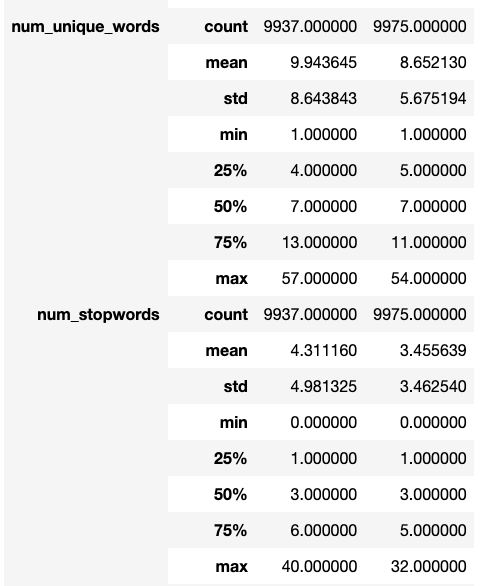 num_unique_words count 9937.000000 9975.000000
mean 9.943645 8.652130
std 8.643843 5.675194
min 1.000000 1.000000
25% 4.000000 5.000000
50% 7.000000 7.000000
75% 13.000000 11.000000
max 57.000000 54.000000
num_stopwords count 9937.000000 9975.000000
mean 4.311160 3.455639
std 4.981325 3.462540
min 0.000000 0.000000
25% 1.000000 1.000000
50% 3.000000 3.000000
75% 6.000000 5.000000
max 40.000000 32.000000